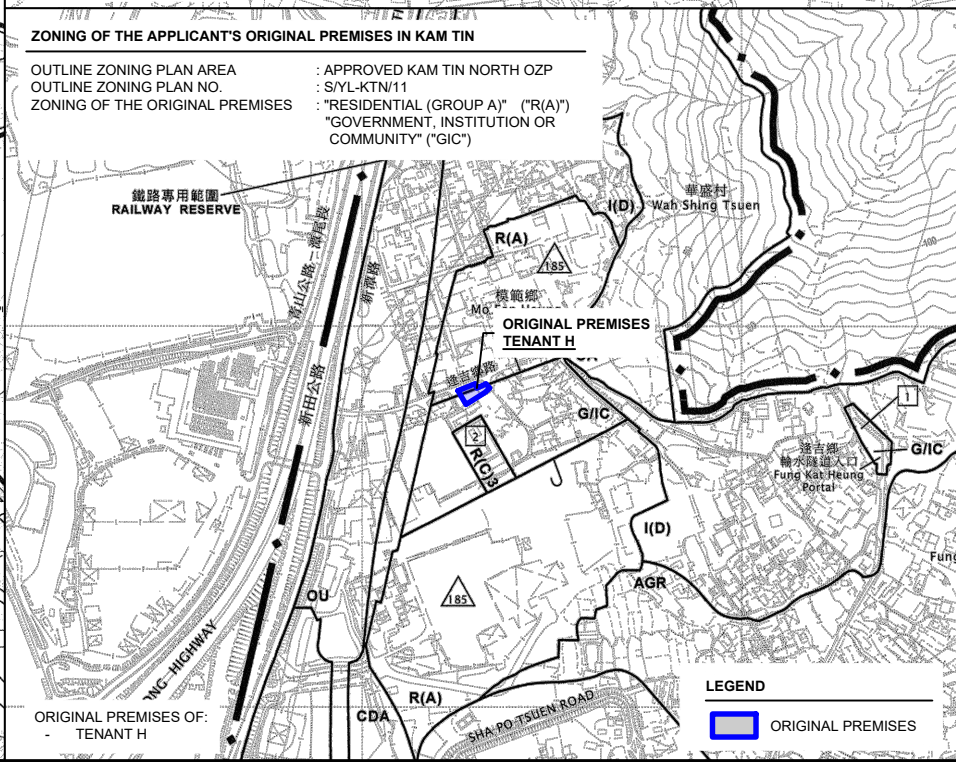 ZONING OF THE APPLICANT'S ORIGINAL PREMISES IN KAM TIN
OUTLINE ZONING PLAN AREA : APPROVED KAM TIN NORTH OZP
OUTLINE ZONING PLAN NO. : S/YL-KTN/11
ZONING OF THE ORIGINAL PREMISES : "RESIDENTIAL (GROUP A)" ("R(A)")
"GOVERNMENT, INSTITUTION OR
COMMUNITY" ("GIC")
鐵路專用範圍
RAILWAY RESERVE
新潭路
新田公路
華盛村
Wah Shing Tsuen
I(D)
R(A)
185
模範鄉
ORIGINAL PREMISES
TENANT H
逢吉鄉路
G/IC
2
R(C)3
1
逢吉鄉
輸水隧道入口
Fung Kat Heung
Portal
G/IC
Fung
I(D)
185
AGR
OU
HIGHWAY
R(A)
CDA
SHA PO TSUEN ROAD
ORIGINAL PREMISES OF:
- TENANT H
LEGEND
ORIGINAL PREMISES